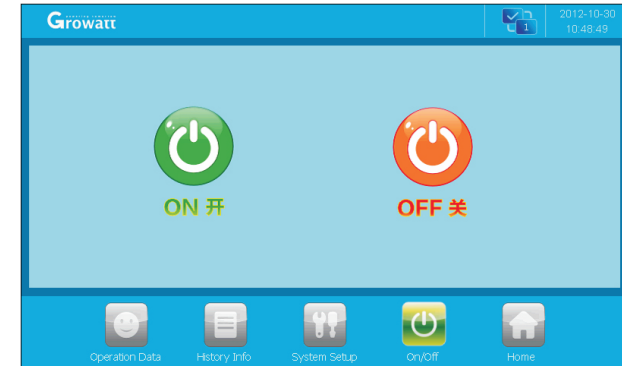 Growatt
1
2012-10-30
10:48:49
ON 开
OFF 关
Operation Data
History Info
System Setup
On/Off
Home